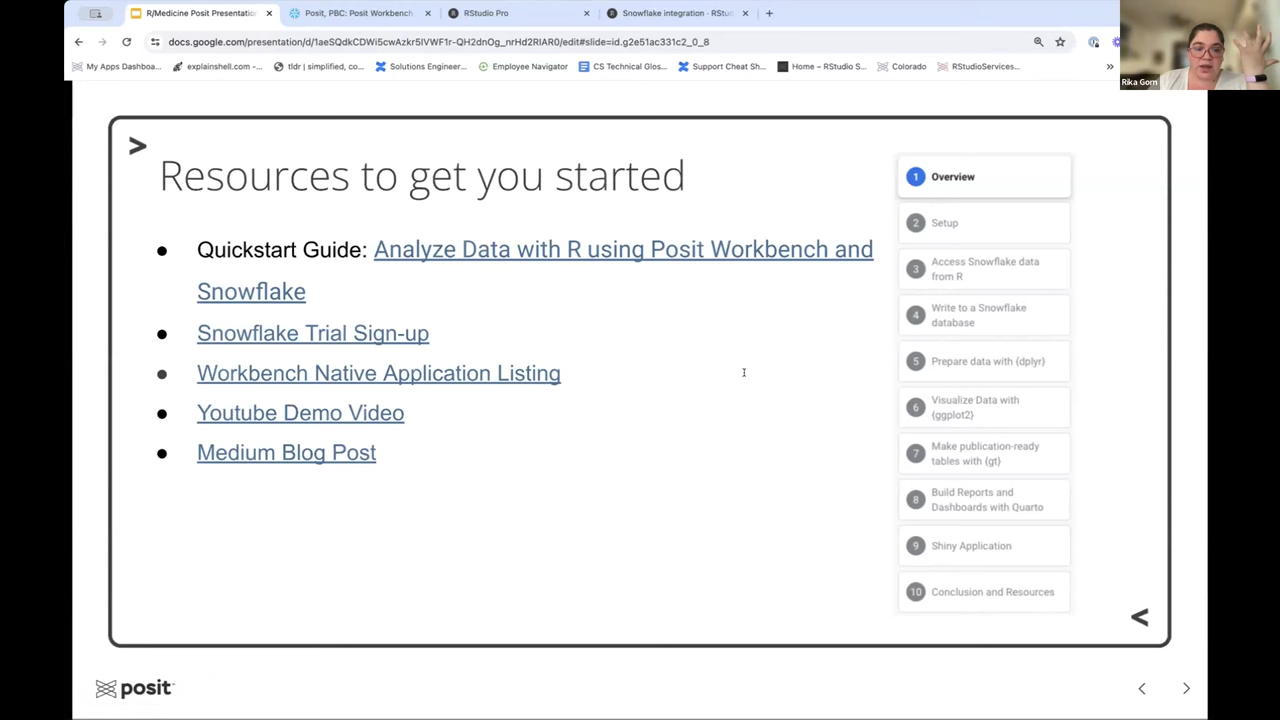 R/Medicine Posit Presentation
Posit, PBC: Posit Workbench
RStudio Pro
Snowflake integration - RStu
docs.google.com/presentation/d/1aeSQdkCDWi5cwAzkr5lVWF1r-QH2dnOg_nrHd2RIAR0/edit#slide=id.g2e51ac331c2_0_8
My Apps Dashboa...
explainshell.com -...
tldr | simplified, co...
Solutions Engineer...
Employee Navigator
CS Technical Glos...
Support Cheat Sh...
Home – RStudio S...
Colorado
RStudioServices...
Rika Gorn
Resources to get you started
Quickstart Guide: Analyze Data with R using Posit Workbench and
Snowflake
Snowflake Trial Sign-up
Workbench Native Application Listing
Youtube Demo Video
Medium Blog Post
1 Overview
2 Setup
3 Access Snowflake data
from R
4 Write to a Snowflake
database
5 Prepare data with {dplyr}
6 Visualize Data with
{ggplot2}
7 Make publication-ready
tables with {gt}
8 Build Reports and
Dashboards with Quarto
9 Shiny Application
10 Conclusion and Resources
posit